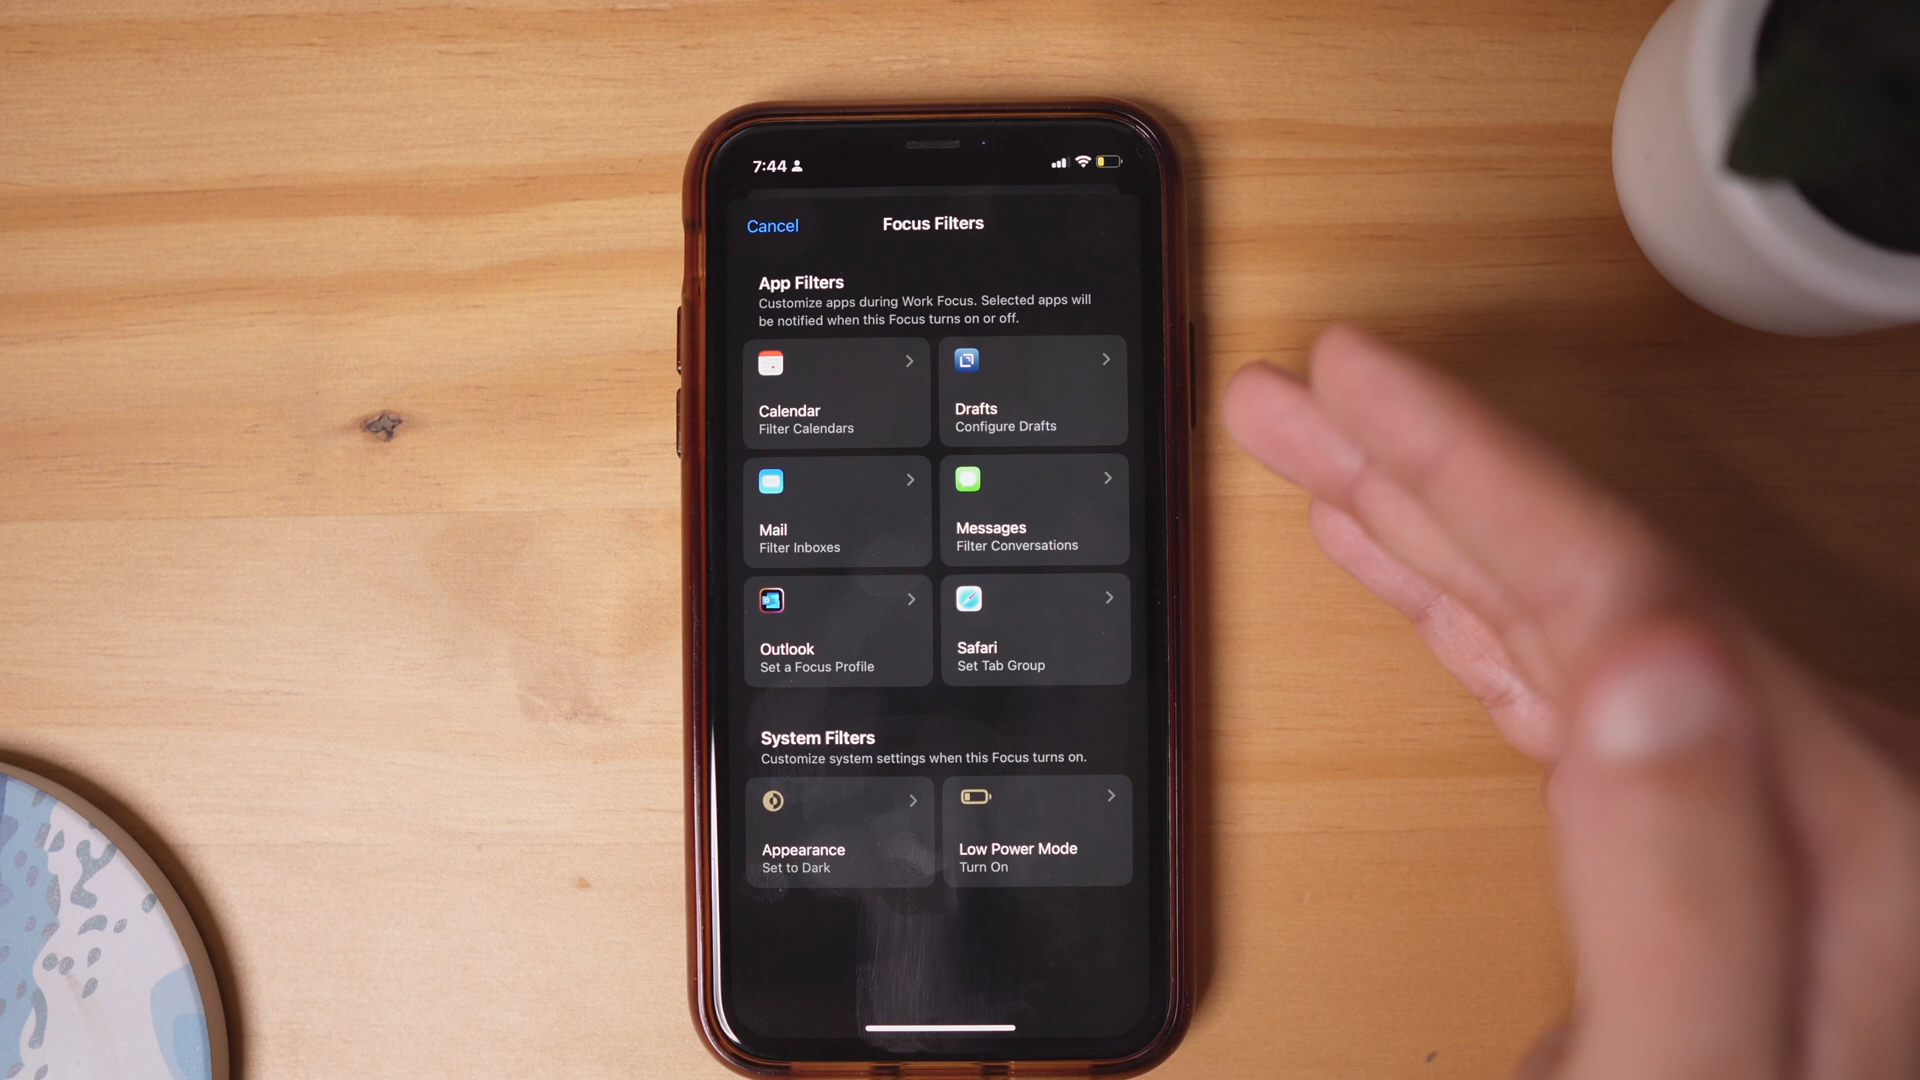 7:44
Cancel
Focus Filters
App Filters
Customize apps during Work Focus. Selected apps will
be notified when this Focus turns on or off.
Calendar
Filter Calendars
Drafts
Configure Drafts
Mail
Filter Inboxes
Messages
Filter Conversations
Outlook
Set a Focus Profile
Safari
Set Tab Group
System Filters
Customize system settings when this Focus turns on.
Appearance
Set to Dark
Low Power Mode
Turn On